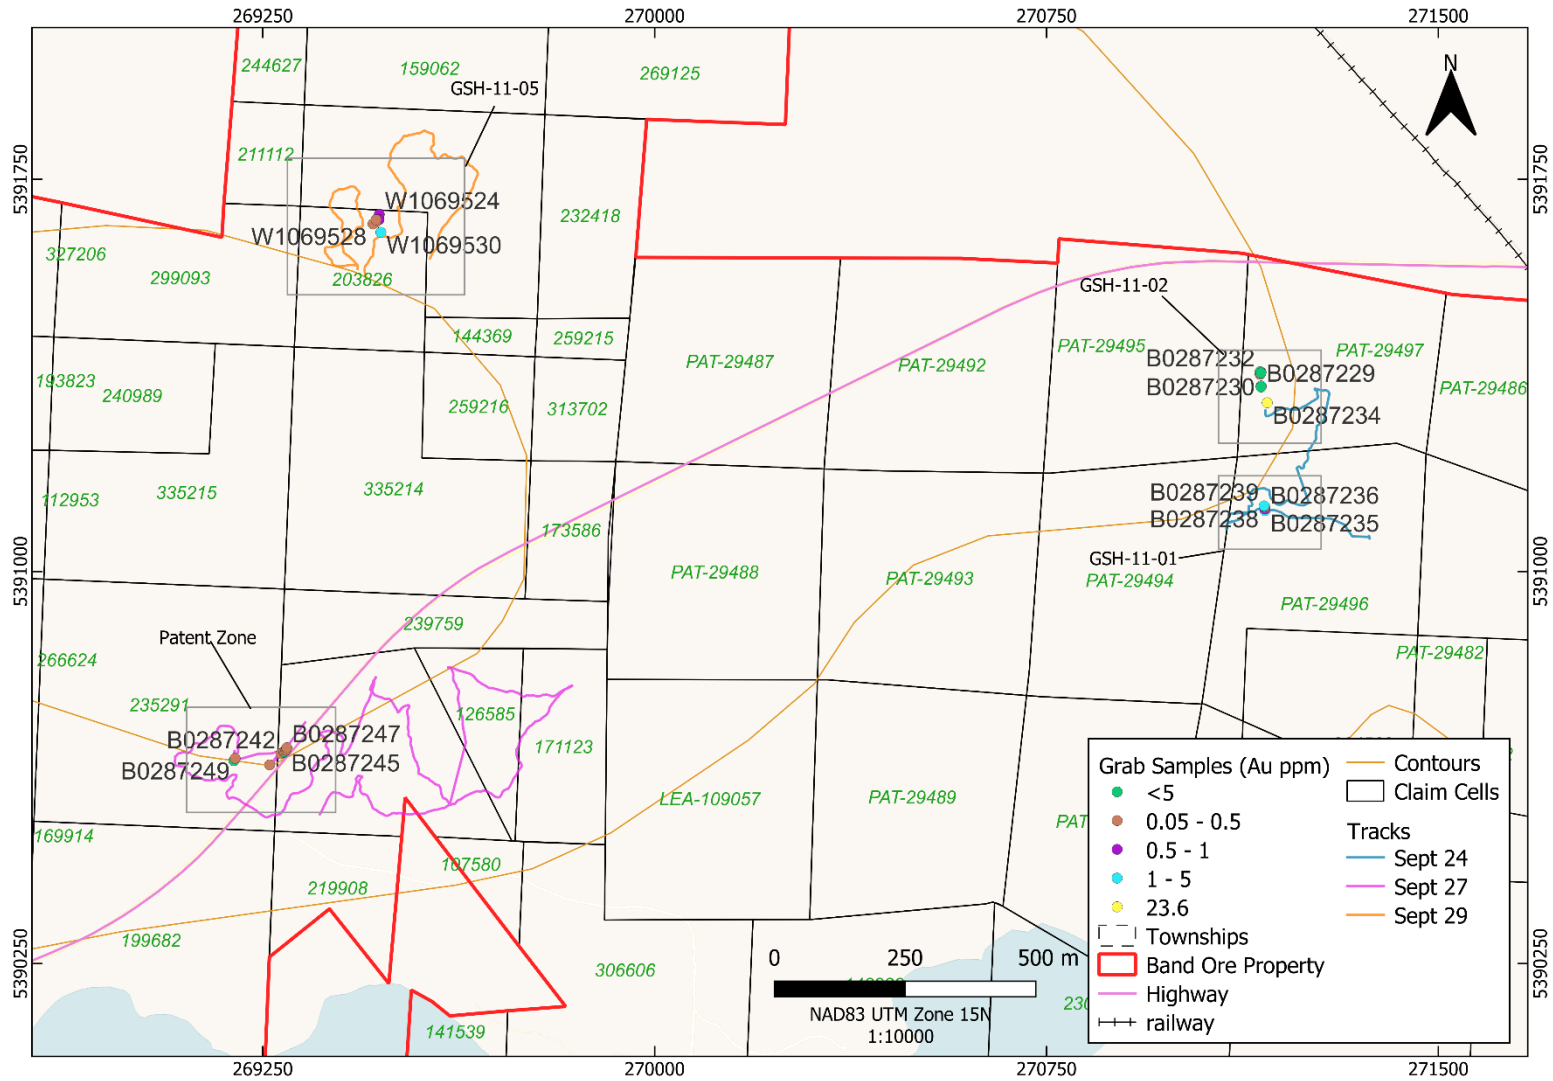 269250
270000
270750
271500
244627
159062
269125
GSH-11-05
N
211112
5391750
5391750
W1069524
232418
W1069528
W1069530
327206
299093
203826
GSH-11-02
144369
259215
PAT-29487
PAT-29492
PAT-29495
PAT-29497
B0287232
B0287229
193823
240989
B0287230
PAT-29486
259216
313702
B0287234
112953
335215
335214
B0287239
B0287236
173586
B0287238
B0287235
5391000
5391000
GSH-11-01
PAT-29488
PAT-29493
PAT-29494
PAT-29496
239759
Patent Zone
266624
PAT-29482
235291
126585
B0287242
B0287247
171123
B0287249
B0287245
LEA-109057
PAT-29489
PAT
169914
107580
219908
199682
306606
5390250
5390250
141539
230
0 250 500 m
NAD83 UTM Zone 15N
1:10000
Grab Samples (Au ppm)
<5
0.05 - 0.5
0.5 - 1
1 - 5
23.6
Townships
Band Ore Property
Highway
railway
Contours
Claim Cells
Tracks
Sept 24
Sept 27
Sept 29
269250
270000
270750
271500